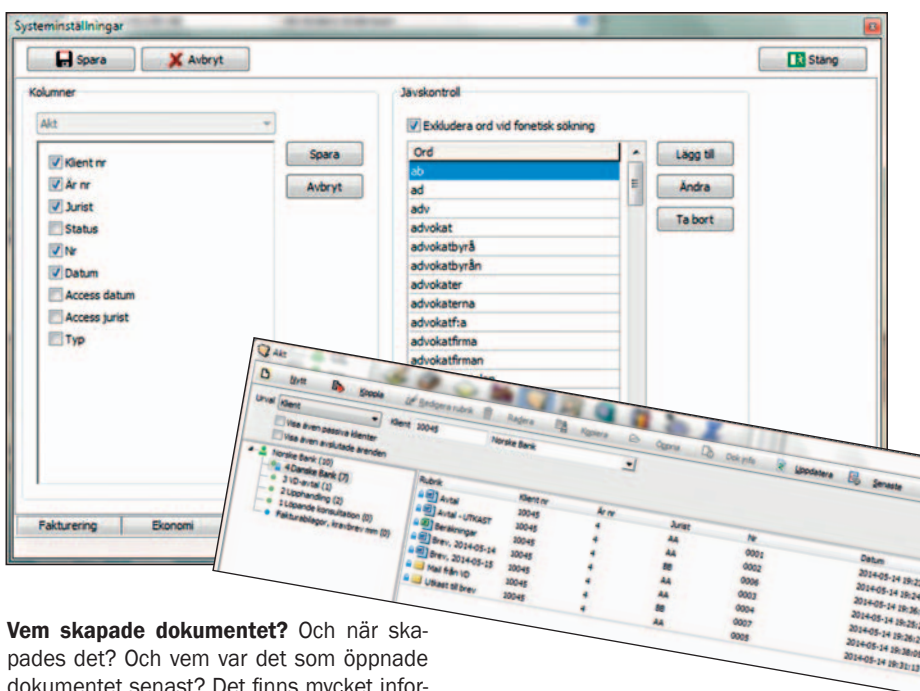 Systeminställningar
Spara
Avbryt
Stäng
Kolumner
Akt
Klient nr
Är nr
Jurist
Status
Nr
Datum
Access datum
Access jurist
Typ
Spara
Avbryt
Jävskontroll
Exkludera ord vid fonetisk sökning
Ord
ab
ad
adv
advokat
advokatbyrå
advokatbyrån
advokater
advokaterna
advokatf:a
advokatfirma
advokatfirman
Lägg till
Ändra
Ta bort
Fakturering Ekonomi
Akt
Nytt Koppla Redigera rubrik Radera Kopiera Öppna Dok info Uppdatera Senaste
Urval Klient Klient 10045 Norske Bank
Visa även passiva klienter
Visa även avslutade ärenden
Norske Bank (10)
4 Danske Bank (7)
3 VD-avtal (1)
2 Upphandling (2)
1 Löpande konsultation (0)
Fakturabilagor, kravbrev mm (0)
Rubrik Klient nr Är nr Jurist Nr Datum
Avtal 10045 4 AA 0001
Avtal - UTKAST 10045 4 BB 0002
Beräkningar 10045 4 AA 0006
Brev, 2014-05-14 10045 4 AA 0003
Brev, 2014-05-15 10045 4 BB 0004
Mail från VD 10045 4 AA 0007
Utkast till brev 10045 4 0005
Vem skapade dokumentet? Och när ska-
pades det? Och vem var det som öppnade
dokumentet senast? Det finns mycket infor-